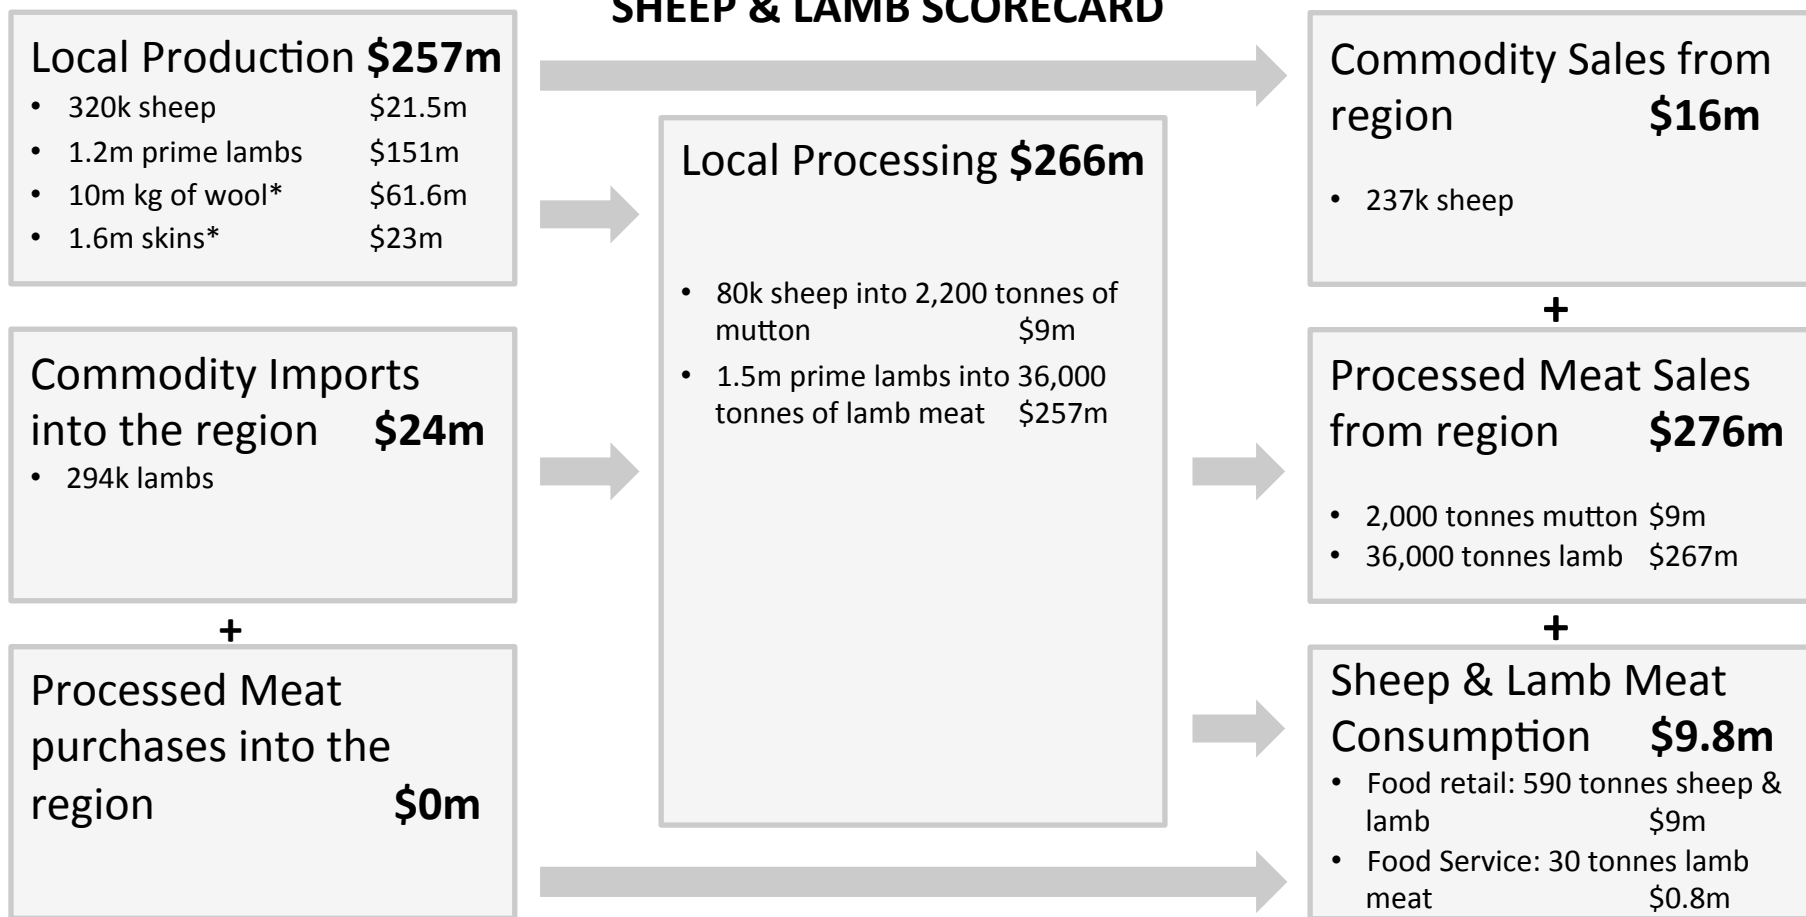 SHEEP & LAMB SCORECARD
Local Production $257m
• 320k sheep $21.5m
• 1.2m prime lambs $151m
• 10m kg of wool* $61.6m
• 1.6m skins* $23m
Commodity Imports
into the region $24m
• 294k lambs
+
Processed Meat
purchases into the
region $0m
Local Processing $266m
• 80k sheep into 2,200 tonnes of
mutton $9m
• 1.5m prime lambs into 36,000
tonnes of lamb meat $257m
Commodity Sales from
region $16m
• 237k sheep
+
Processed Meat Sales
from region $276m
• 2,000 tonnes mutton $9m
• 36,000 tonnes lamb $267m
+
Sheep & Lamb Meat
Consumption $9.8m
• Food retail: 590 tonnes sheep &
lamb $9m
• Food Service: 30 tonnes lamb
meat $0.8m